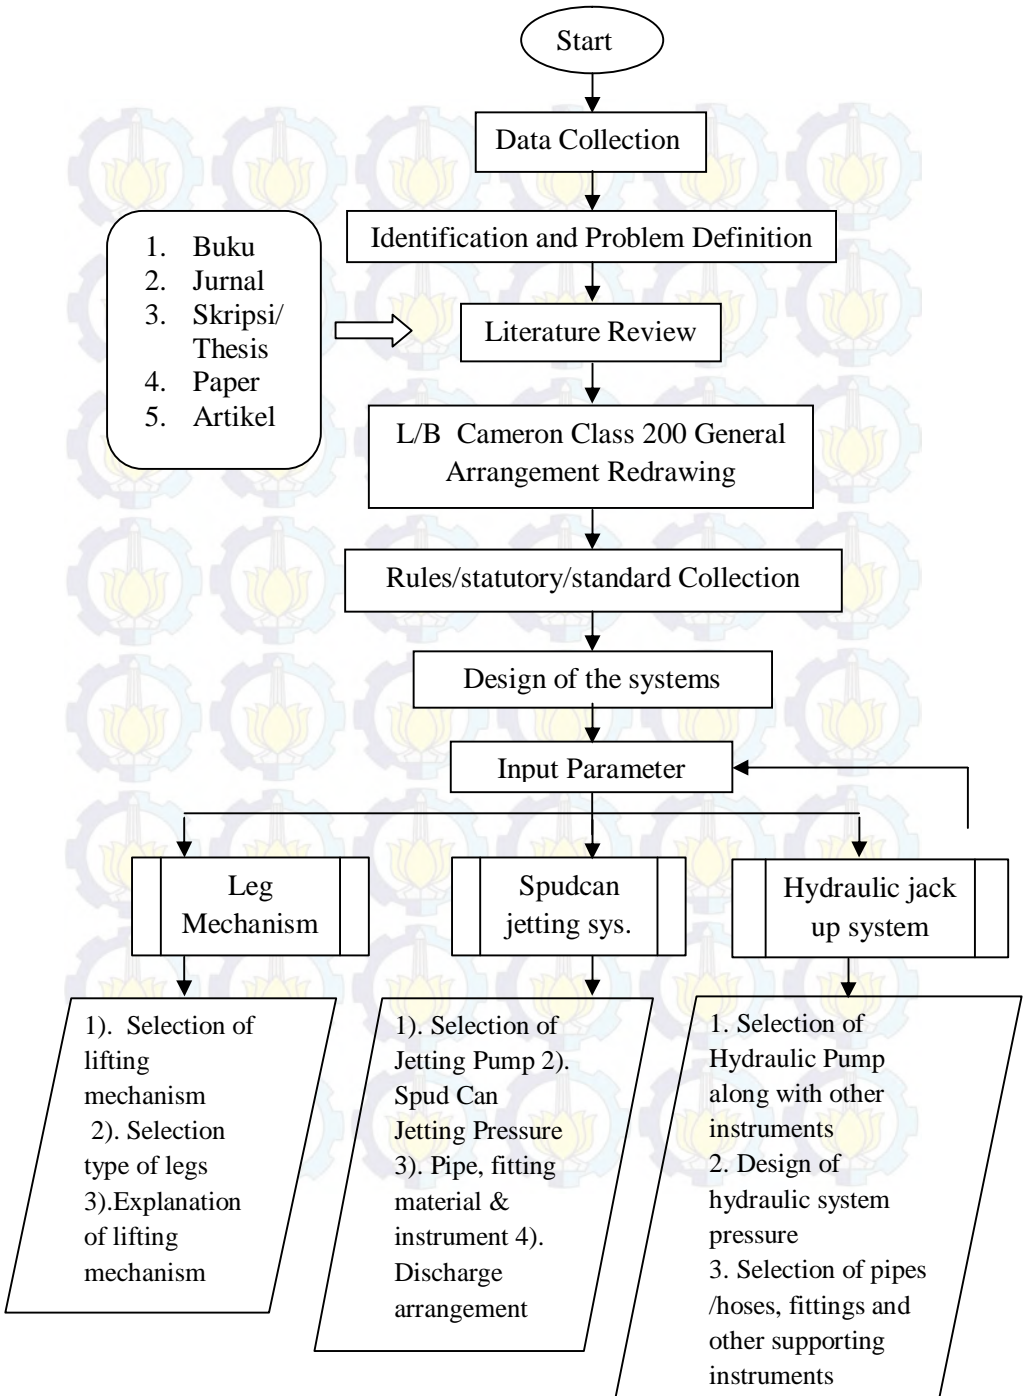 Start
Data Collection
Identification and Problem Definition
1. Buku
2. Jurnal
3. Skripsi/
Thesis
4. Paper
5. Artikel
Literature Review
L/B Cameron Class 200 General
Arrangement Redrawing
Rules/statutory/standard Collection
Design of the systems
Input Parameter
Leg
Mechanism
Spudcan
jetting sys.
Hydraulic jack
up system
1). Selection of
lifting
mechanism
2). Selection
type of legs
3).Explanation
of lifting
mechanism
1). Selection of
Jetting Pump 2).
Spud Can
Jetting Pressure
3). Pipe, fitting
material &
instrument 4).
Discharge
arrangement
1. Selection of
Hydraulic Pump
along with other
instruments
2. Design of
hydraulic system
pressure
3. Selection of pipes
/hoses, fittings and
other supporting
instruments